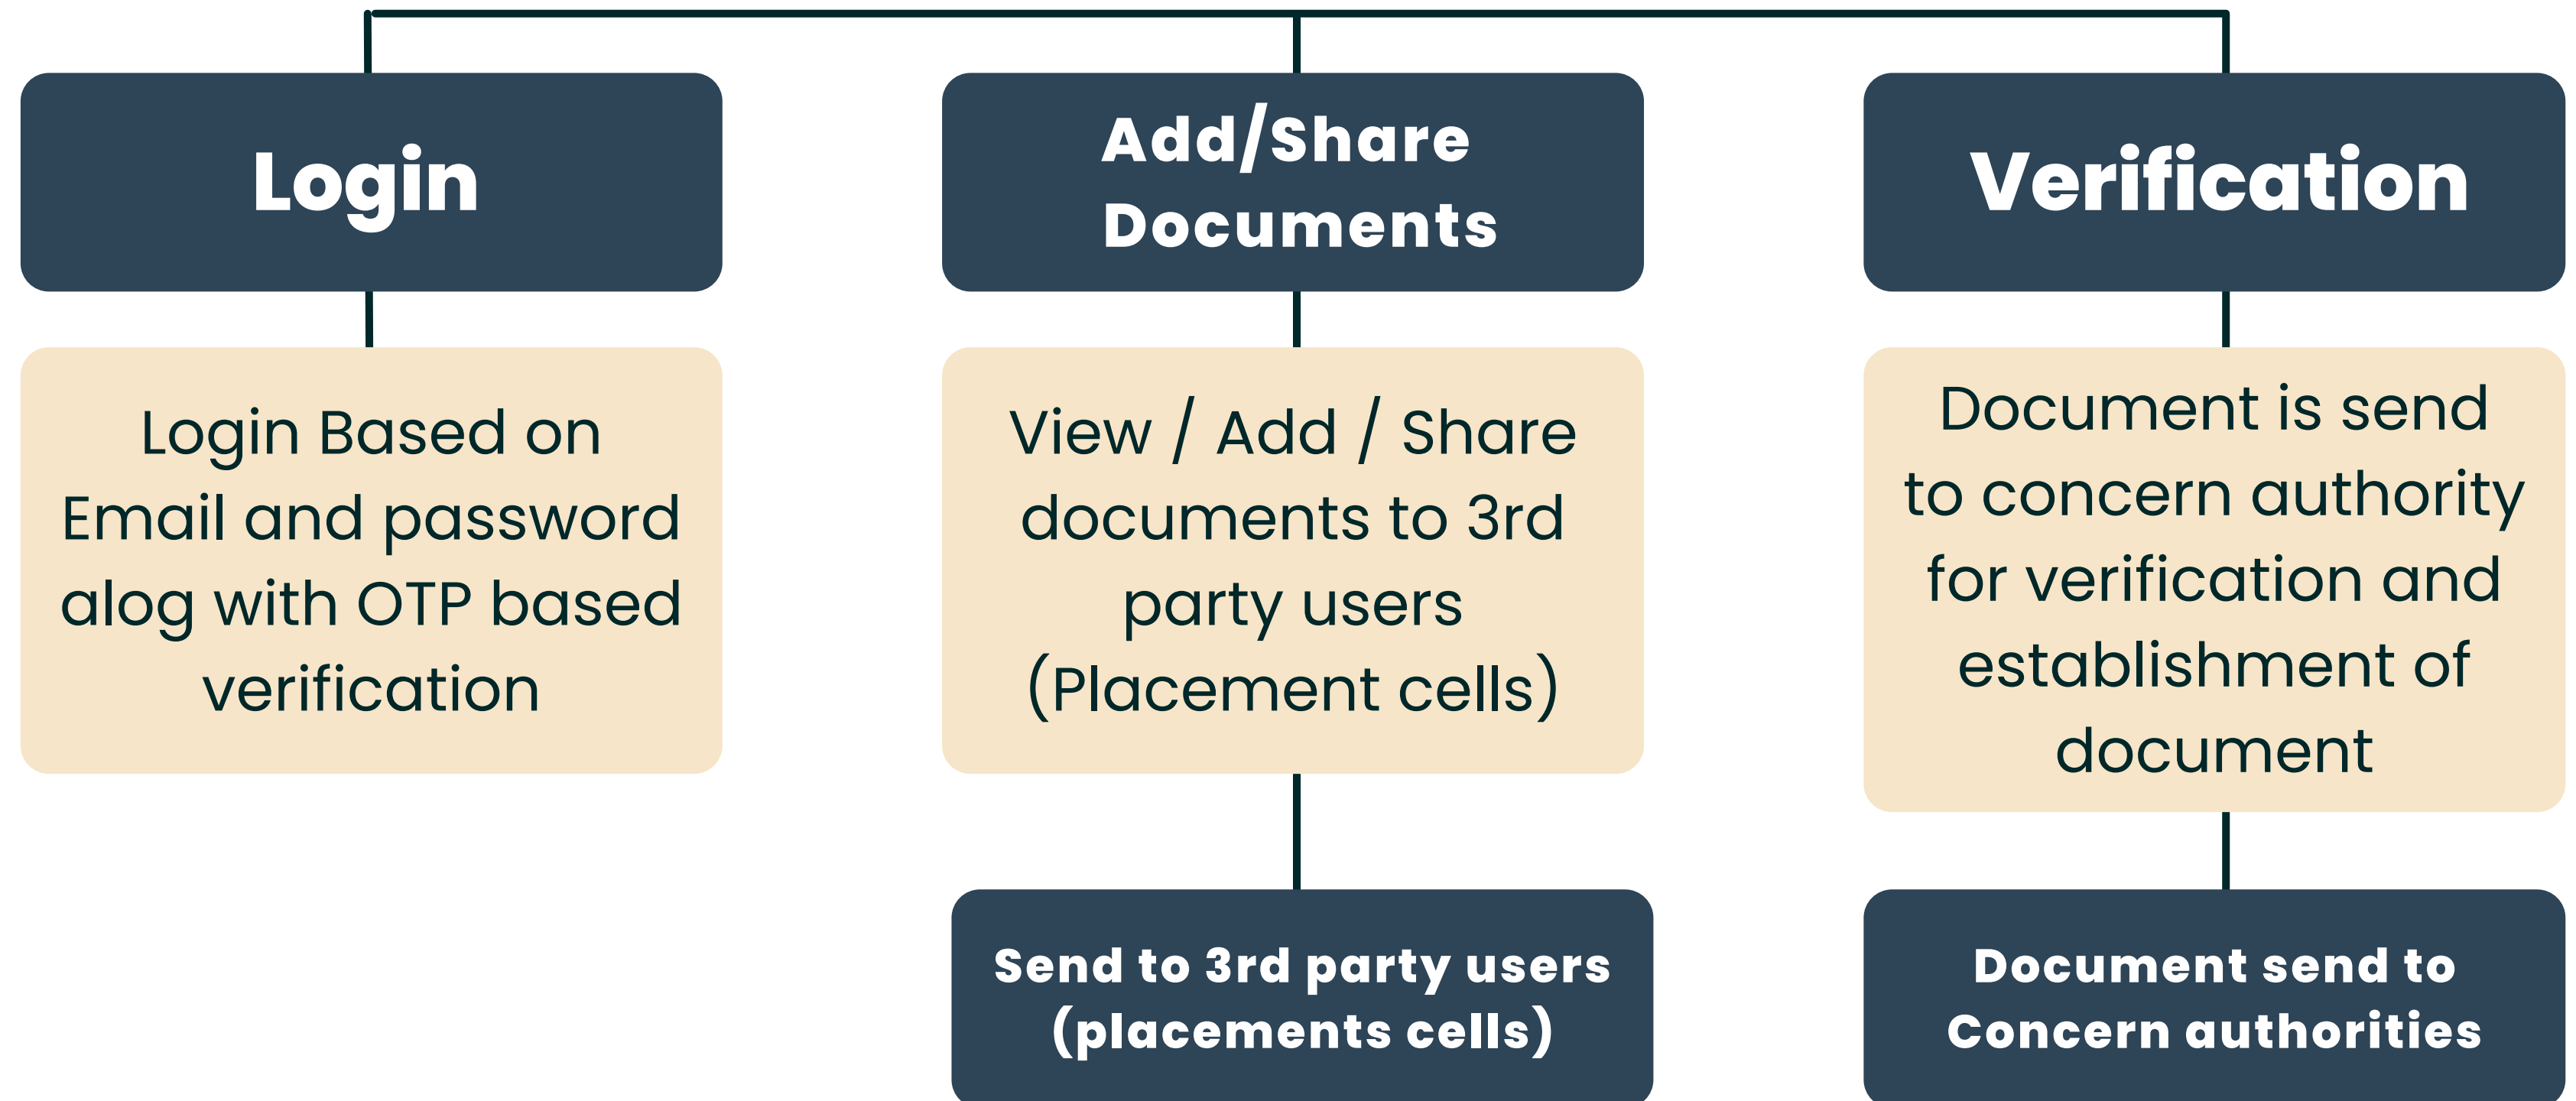 Login
Login Based on
Email and password
alog with OTP based
verification
Add/Share
Documents
View / Add / Share
documents to 3rd
party users
(Placement cells)
Send to 3rd party users
(placements cells)
Verification
Document is send
to concern authority
for verification and
establishment of
document
Document send to
Concern authorities